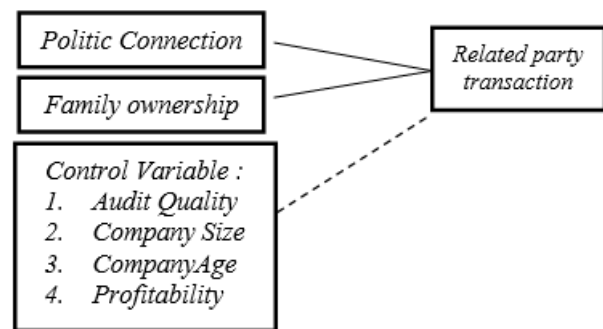 Politic Connection
Family ownership
Control Variable :
1. Audit Quality
2. Company Size
3. CompanyAge
4. Profitability
Related party
transaction